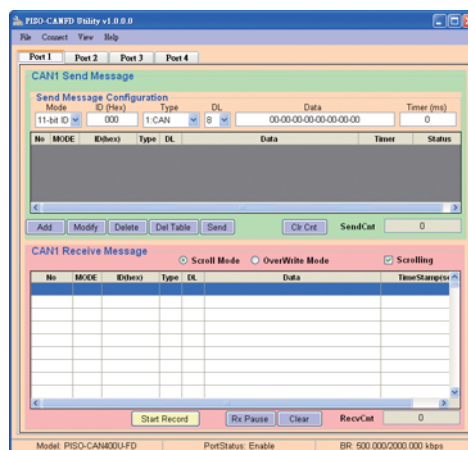 PISO-CANFD Utility v1.0.0.0
File Connect View Help
Port 1 Port 2 Port 3 Port 4
CAN1 Send Message
Send Message Configuration
Mode ID (Hex) Type DL Data Timer (ms)
11-bit ID 000 1:CAN 8 00-00-00-00-00-00-00-00 0
No MODE ID(hex) Type DL Data Timer Status
Add Modify Delete Del Table Send Clr Cnt SendCnt 0
CAN1 Receive Message Scroll Mode OverWrite Mode Scrolling
No MODE ID(hex) Type DL Data TimeStamp(se
Start Record Rx Pause Clear RecvCnt 0
Model: PISO-CAN400U-FD PortStatus: Enable BR: 500.000/2000.000 kbps